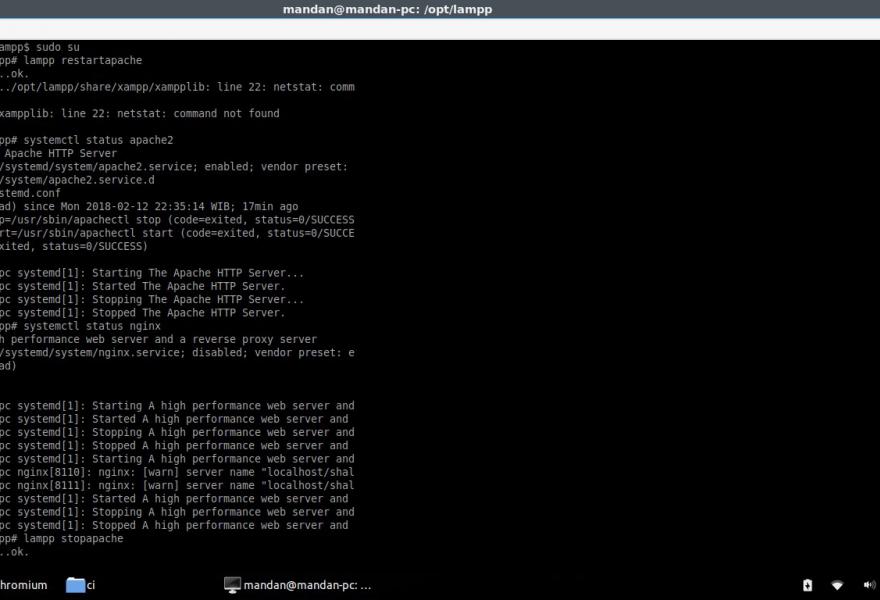 mandan@mandan-pc: /opt/lampp
ampp$ sudo su
pp# lampp restartapache
..ok.
../opt/lampp/share/xampp/xampplib: line 22: netstat: comm
xampplib: line 22: netstat: command not found
pp# systemctl status apache2
Apache HTTP Server
/systemd/system/apache2.service; enabled; vendor preset:
/system/apache2.service.d
stemd.conf
ad) since Mon 2018-02-12 22:35:14 WIB; 17min ago
p=/usr/sbin/apachectl stop (code=exited, status=0/SUCCESS
rt=/usr/sbin/apachectl start (code=exited, status=0/SUCCE
xited, status=0/SUCCESS)
pc systemd[1]: Starting The Apache HTTP Server...
pc systemd[1]: Started The Apache HTTP Server.
pc systemd[1]: Stopping The Apache HTTP Server...
pc systemd[1]: Stopped The Apache HTTP Server.
pp# systemctl status nginx
h performance web server and a reverse proxy server
/systemd/system/nginx.service; disabled; vendor preset: e
ad)
pc systemd[1]: Starting A high performance web server and
pc systemd[1]: Started A high performance web server and
pc systemd[1]: Stopping A high performance web server and
pc systemd[1]: Stopped A high performance web server and
pc systemd[1]: Starting A high performance web server and
pc nginx[8110]: nginx: [warn] server name "localhost/shal
pc nginx[8111]: nginx: [warn] server name "localhost/shal
pc systemd[1]: Started A high performance web server and
pc systemd[1]: Stopping A high performance web server and
pc systemd[1]: Stopped A high performance web server and
pp# lampp stopapache
..ok.
hromium ci mandan@mandan-pc: ...